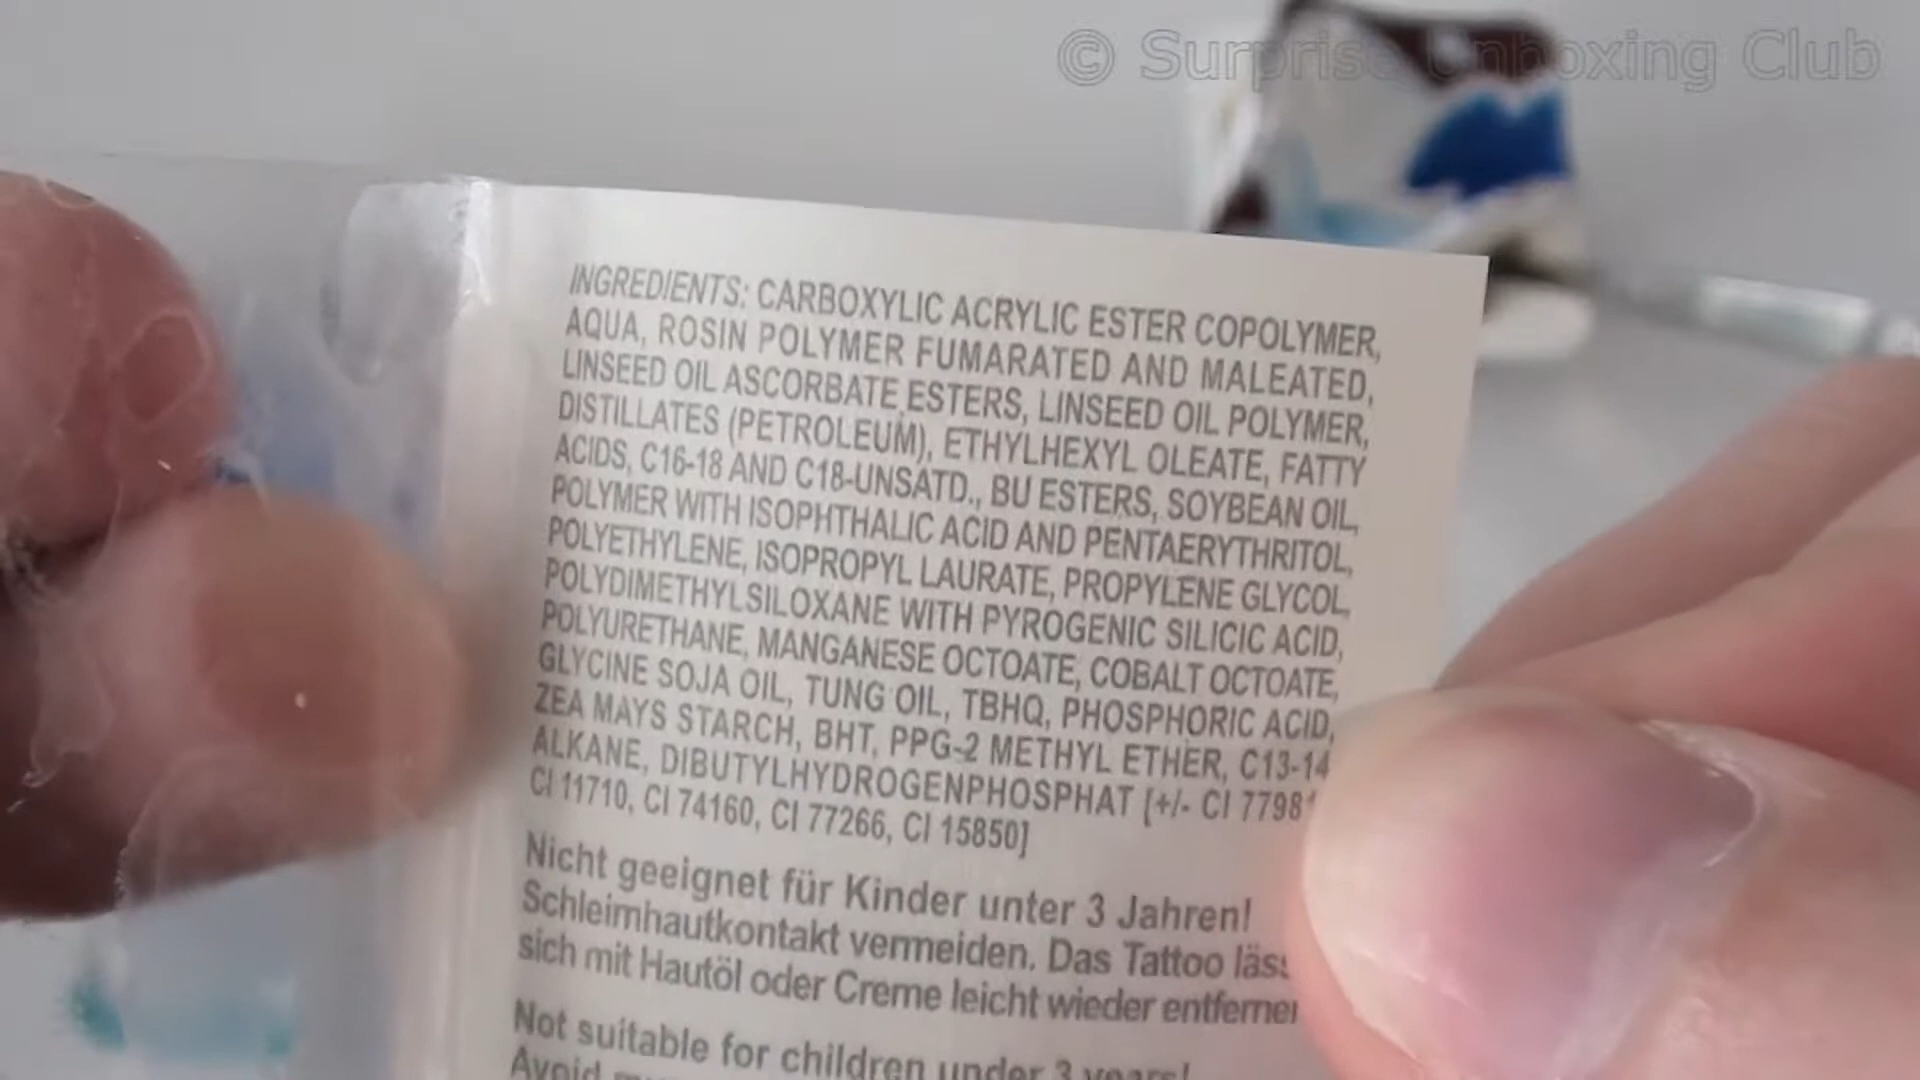 © Surprise Unboxing Club
INGREDIENTS: CARBOXYLIC ACRYLIC ESTER COPOLYMER,
AQUA, ROSIN POLYMER FUMARATED AND MALEATED,
LINSEED OIL ASCORBATE ESTERS, LINSEED OIL POLYMER,
DISTILLATES (PETROLEUM), ETHYLHEXYL OLEATE, FATTY
ACIDS, C16-18 AND C18-UNSATD., BU ESTERS, SOYBEAN OIL,
POLYMER WITH ISOPHTHALIC ACID AND PENTAERYTHRITOL,
POLYETHYLENE, ISOPROPYL LAURATE, PROPYLENE GLYCOL,
POLYDIMETHYLSILOXANE WITH PYROGENIC SILICIC ACID,
POLYURETHANE, MANGANESE OCTOATE, COBALT OCTOATE,
GLYCINE SOJA OIL, TUNG OIL, TBHQ, PHOSPHORIC ACID,
ZEA MAYS STARCH, BHT, PPG-2 METHYL ETHER, C13-14
ALKANE, DIBUTYLHYDROGENPHOSPHAT [+/- CI 7798
CI 11710, CI 74160, CI 77266, CI 15850]
Nicht geeignet für Kinder unter 3 Jahren!
Schleimhautkontakt vermeiden. Das Tattoo läs
sich mit Hautöl oder Creme leicht wieder entferne
Not suitable for children under 3 years!
Avoid